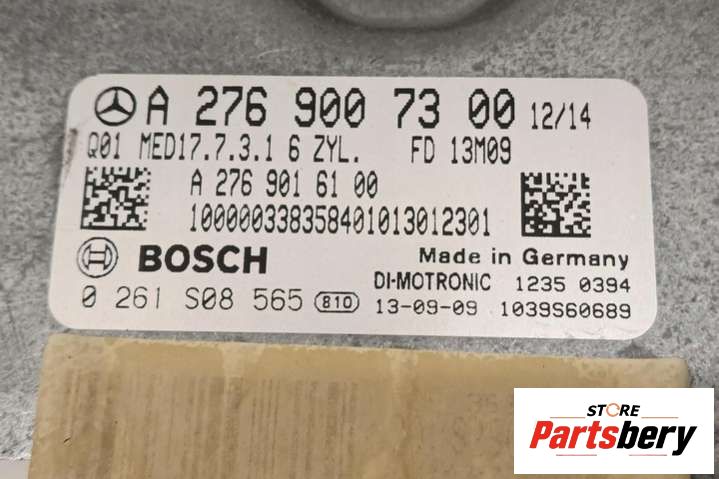 A 276 900 73 00 12/14
Q01 MED17.7.3.1 6 ZYL. FD 13M09
A 276 901 61 00
10000033835840101301​2301
BOSCH Made in Germany
DI-MOTRONIC 1235 0394
0 261 S08 565 810 13-09-09 1039S60689
STORE
Partsbery